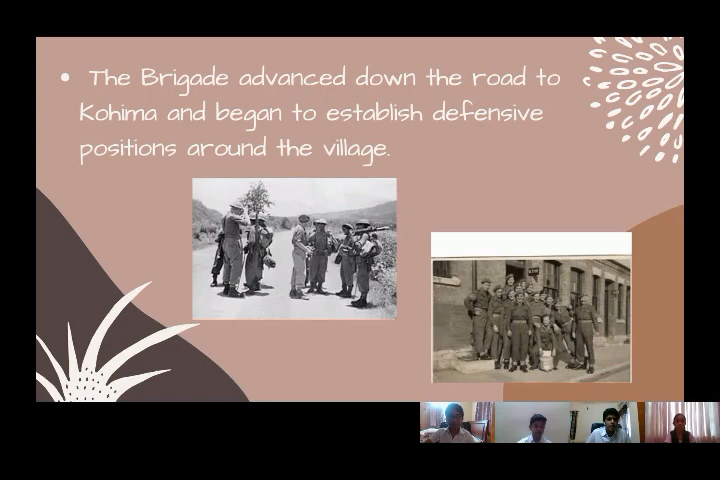 • The Brigade advanced down the road to
Kohima and began to establish defensive
positions around the village.